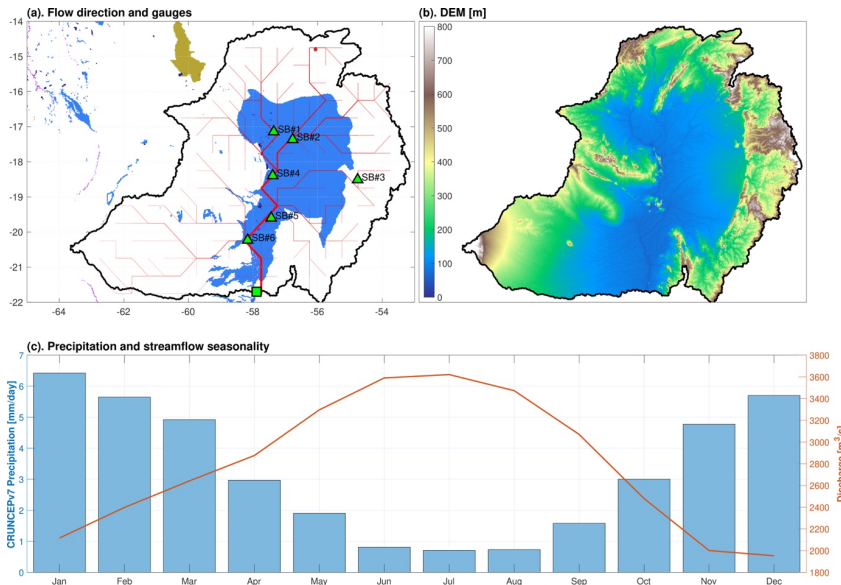 (a). Flow direction and gauges
-14
-15
-16
-17
-18
-19
-20
-21
-22
SB#1
SB#2
SB#4
SB#3
SB#5
SB#6
-64
-62
-60
-58
-56
-54
(b). DEM [m]
800
700
600
500
400
300
200
100
0
(c). Precipitation and streamflow seasonality
CRUNCEPv7 Precipitation [mm/day]
7
6
5
4
3
2
1
0
Jan
Feb
Mar
Apr
May
Jun
Jul
Aug
Sep
Oct
Nov
Dec
3800
3600
3400
3200
3000
2800
2600
2400
2200
2000
1800
Discharge [m³/s]